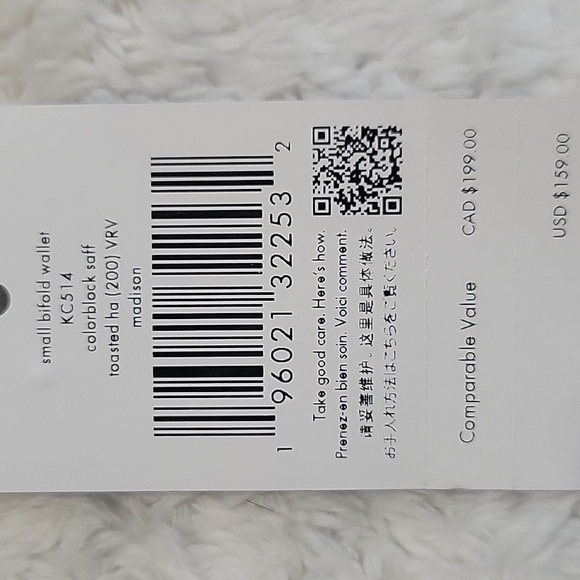 small bifold wallet
KC514
colorblock saff
toasted ha (200) VRV
madison
1 96021 32253 2
Take good care. Here's how.
Prenez-en bien soin. Voici comment.
请妥善维护。这里是具体做法。
お手入れ方法はこちらをご覧ください。
Comparable Value CAD $199.00
USD $159.00